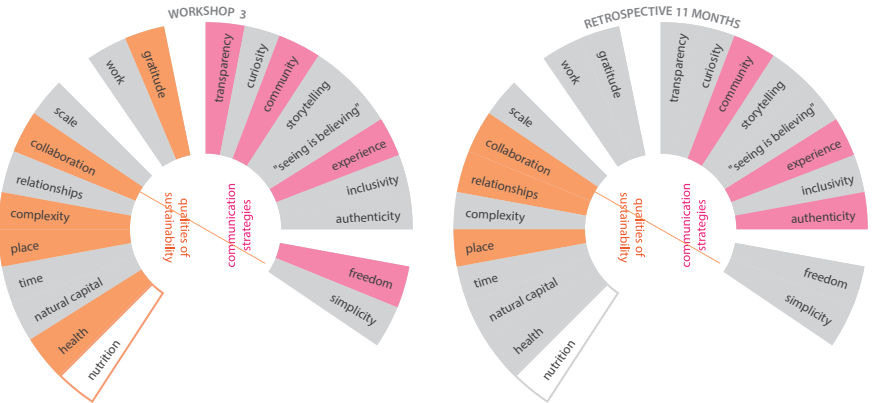 WORKSHOP 3
nutrition
health
natural capital
time
place
complexity
relationships
collaboration
scale
work
gratitude
transparency
curiosity
community
storytelling
"seeing is believing"
experience
inclusivity
authenticity
freedom
simplicity
qualities of
sustainability
communication
strategies
RETROSPECTIVE 11 MONTHS
nutrition
health
natural capital
time
place
complexity
relationships
collaboration
scale
work
gratitude
transparency
curiosity
community
storytelling
"seeing is believing"
experience
inclusivity
authenticity
freedom
simplicity
qualities of
sustainability
communication
strategies